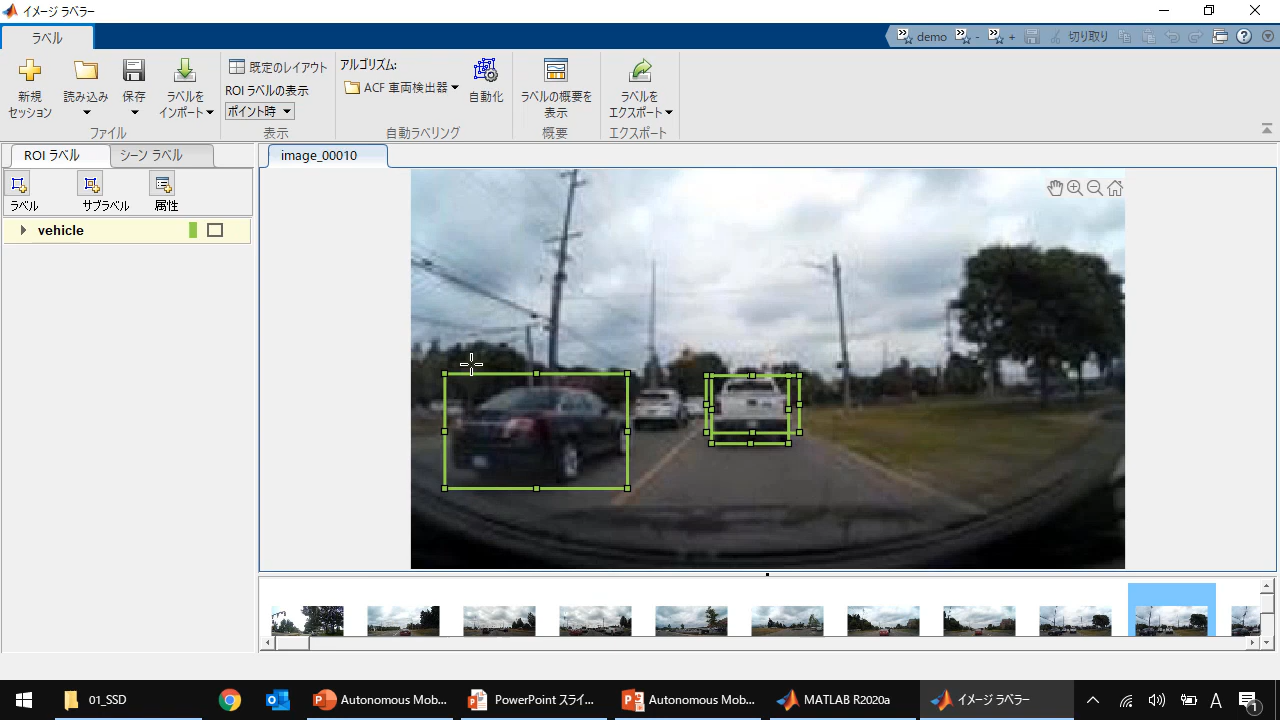 イメージ ラベラー
ラベル
demo
-
+
切り取り
新規
セッション
読み込み
保存
ラベルを
インポート
ファイル
既定のレイアウト
ROI ラベルの表示
ポイント時
表示
アルゴリズム:
ACF 車両検出器
自動化
自動ラベリング
ラベルの概要を
表示
概要
ラベルを
エクスポート
エクスポート
ROI ラベル
シーン ラベル
image_00010
ラベル
サブラベル
属性
vehicle
01_SSD
Autonomous Mob...
PowerPoint スライ...
Autonomous Mob...
MATLAB R2020a
イメージ ラベラー
A
1